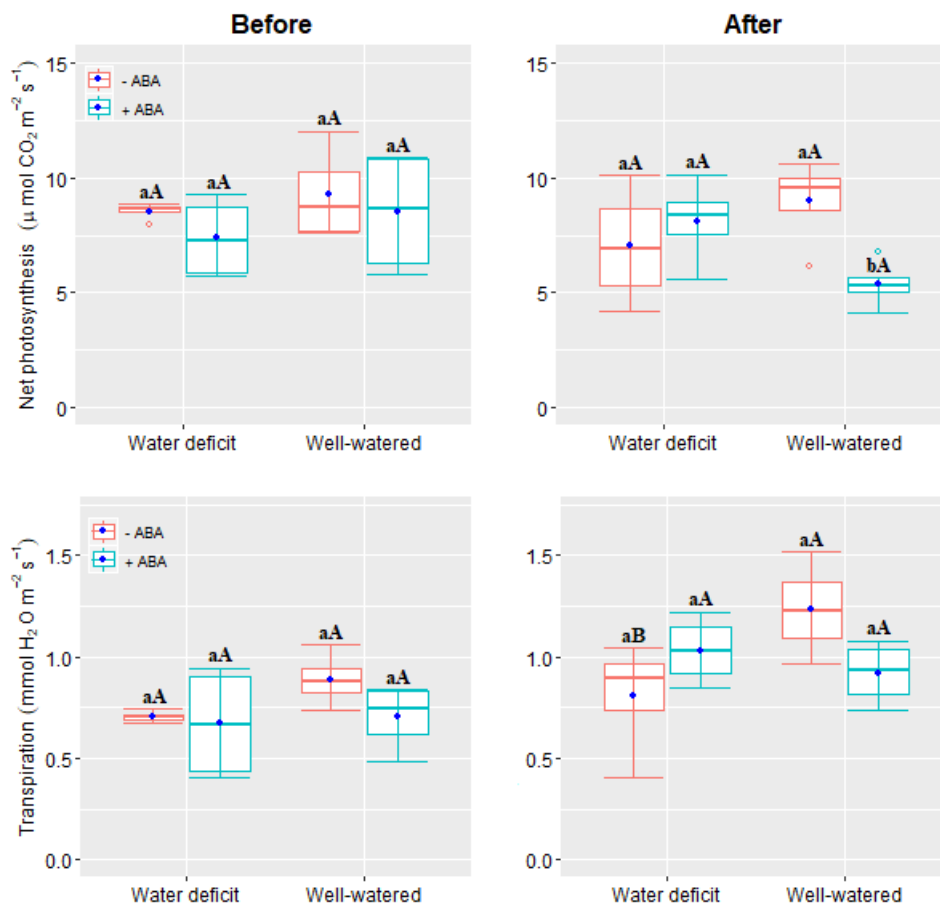 Before
After
Net photosynthesis (μ mol CO₂ m⁻² s⁻¹)
15
10
5
0
- ABA
+ ABA
aA
aA
aA
aA
Water deficit
Well-watered
15
10
5
0
aA
aA
aA
bA
Water deficit
Well-watered
Transpiration (mmol H₂ O m⁻² s⁻¹)
1.5
1.0
0.5
0.0
- ABA
+ ABA
aA
aA
aA
aA
Water deficit
Well-watered
1.5
1.0
0.5
0.0
aB
aA
aA
aA
Water deficit
Well-watered